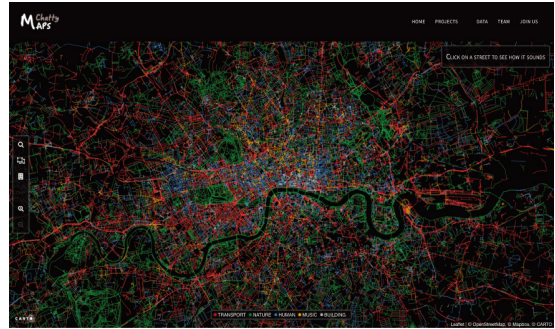 Chatty
MAPS
HOME PROJECTS DATA TEAM JOIN US
CLICK ON A STREET TO SEE HOW IT SOUNDS
TRANSPORT NATURE HUMAN MUSIC BUILDING
CARTO
Leaflet | © OpenStreetMap, © Mapbox, © CARTO